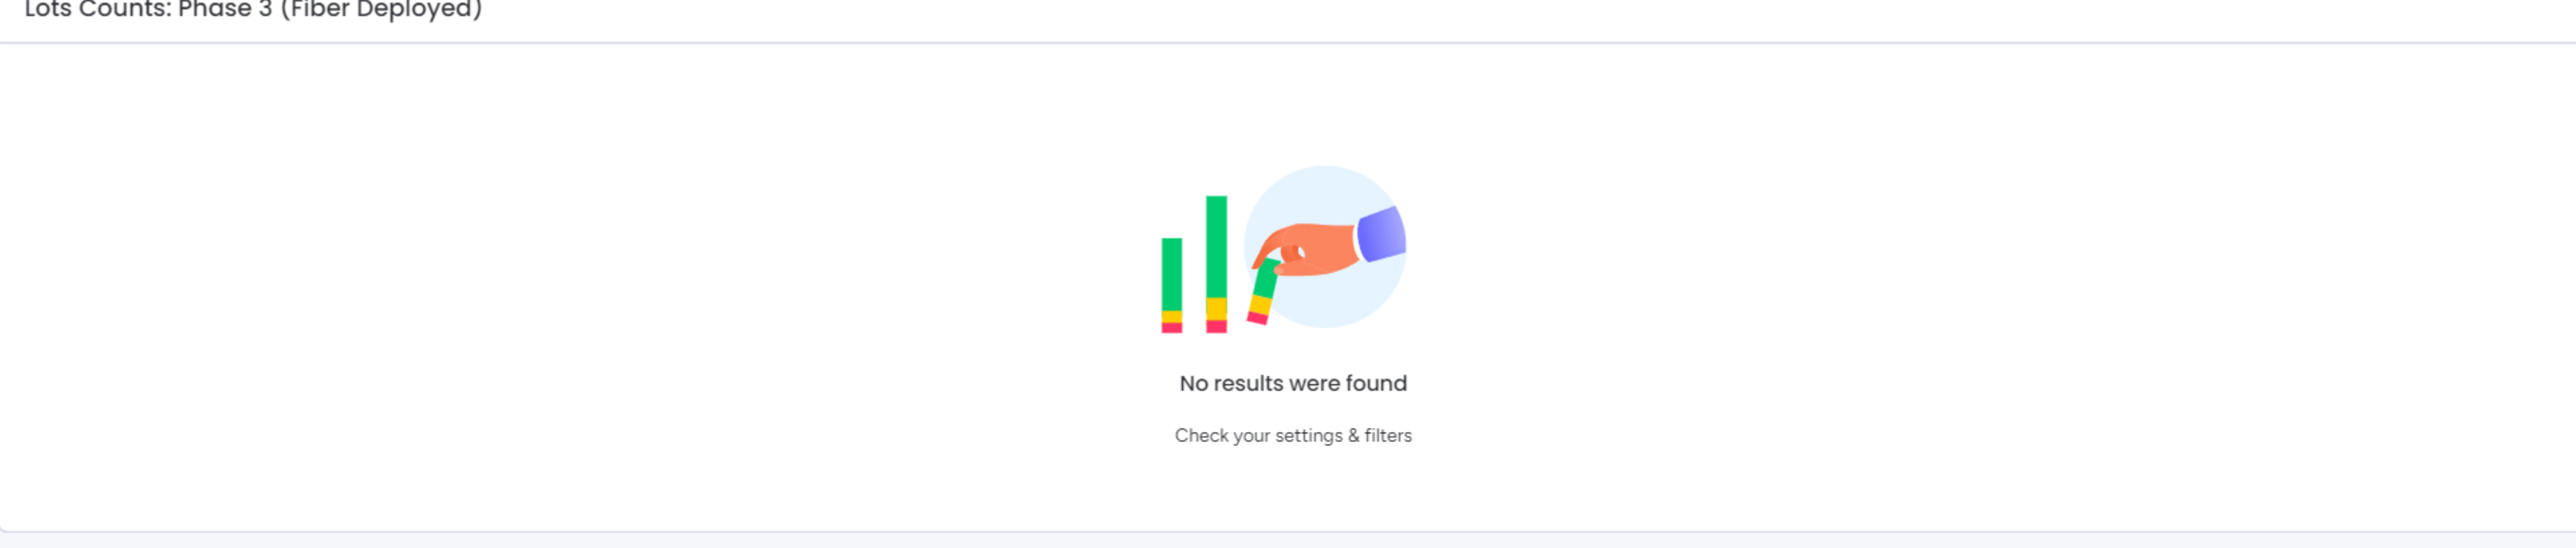 Lots Counts: Phase 3 (Fiber Deployed)
No results were found
Check your settings & filters